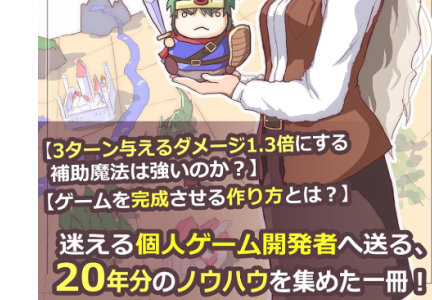 【3ターン与えるダメージ1.3倍にする
補助魔法は強いのか？】
【ゲームを完成させる作り方とは？】
迷える個人ゲーム開発者へ送る、
20年分のノウハウを集めた一冊！